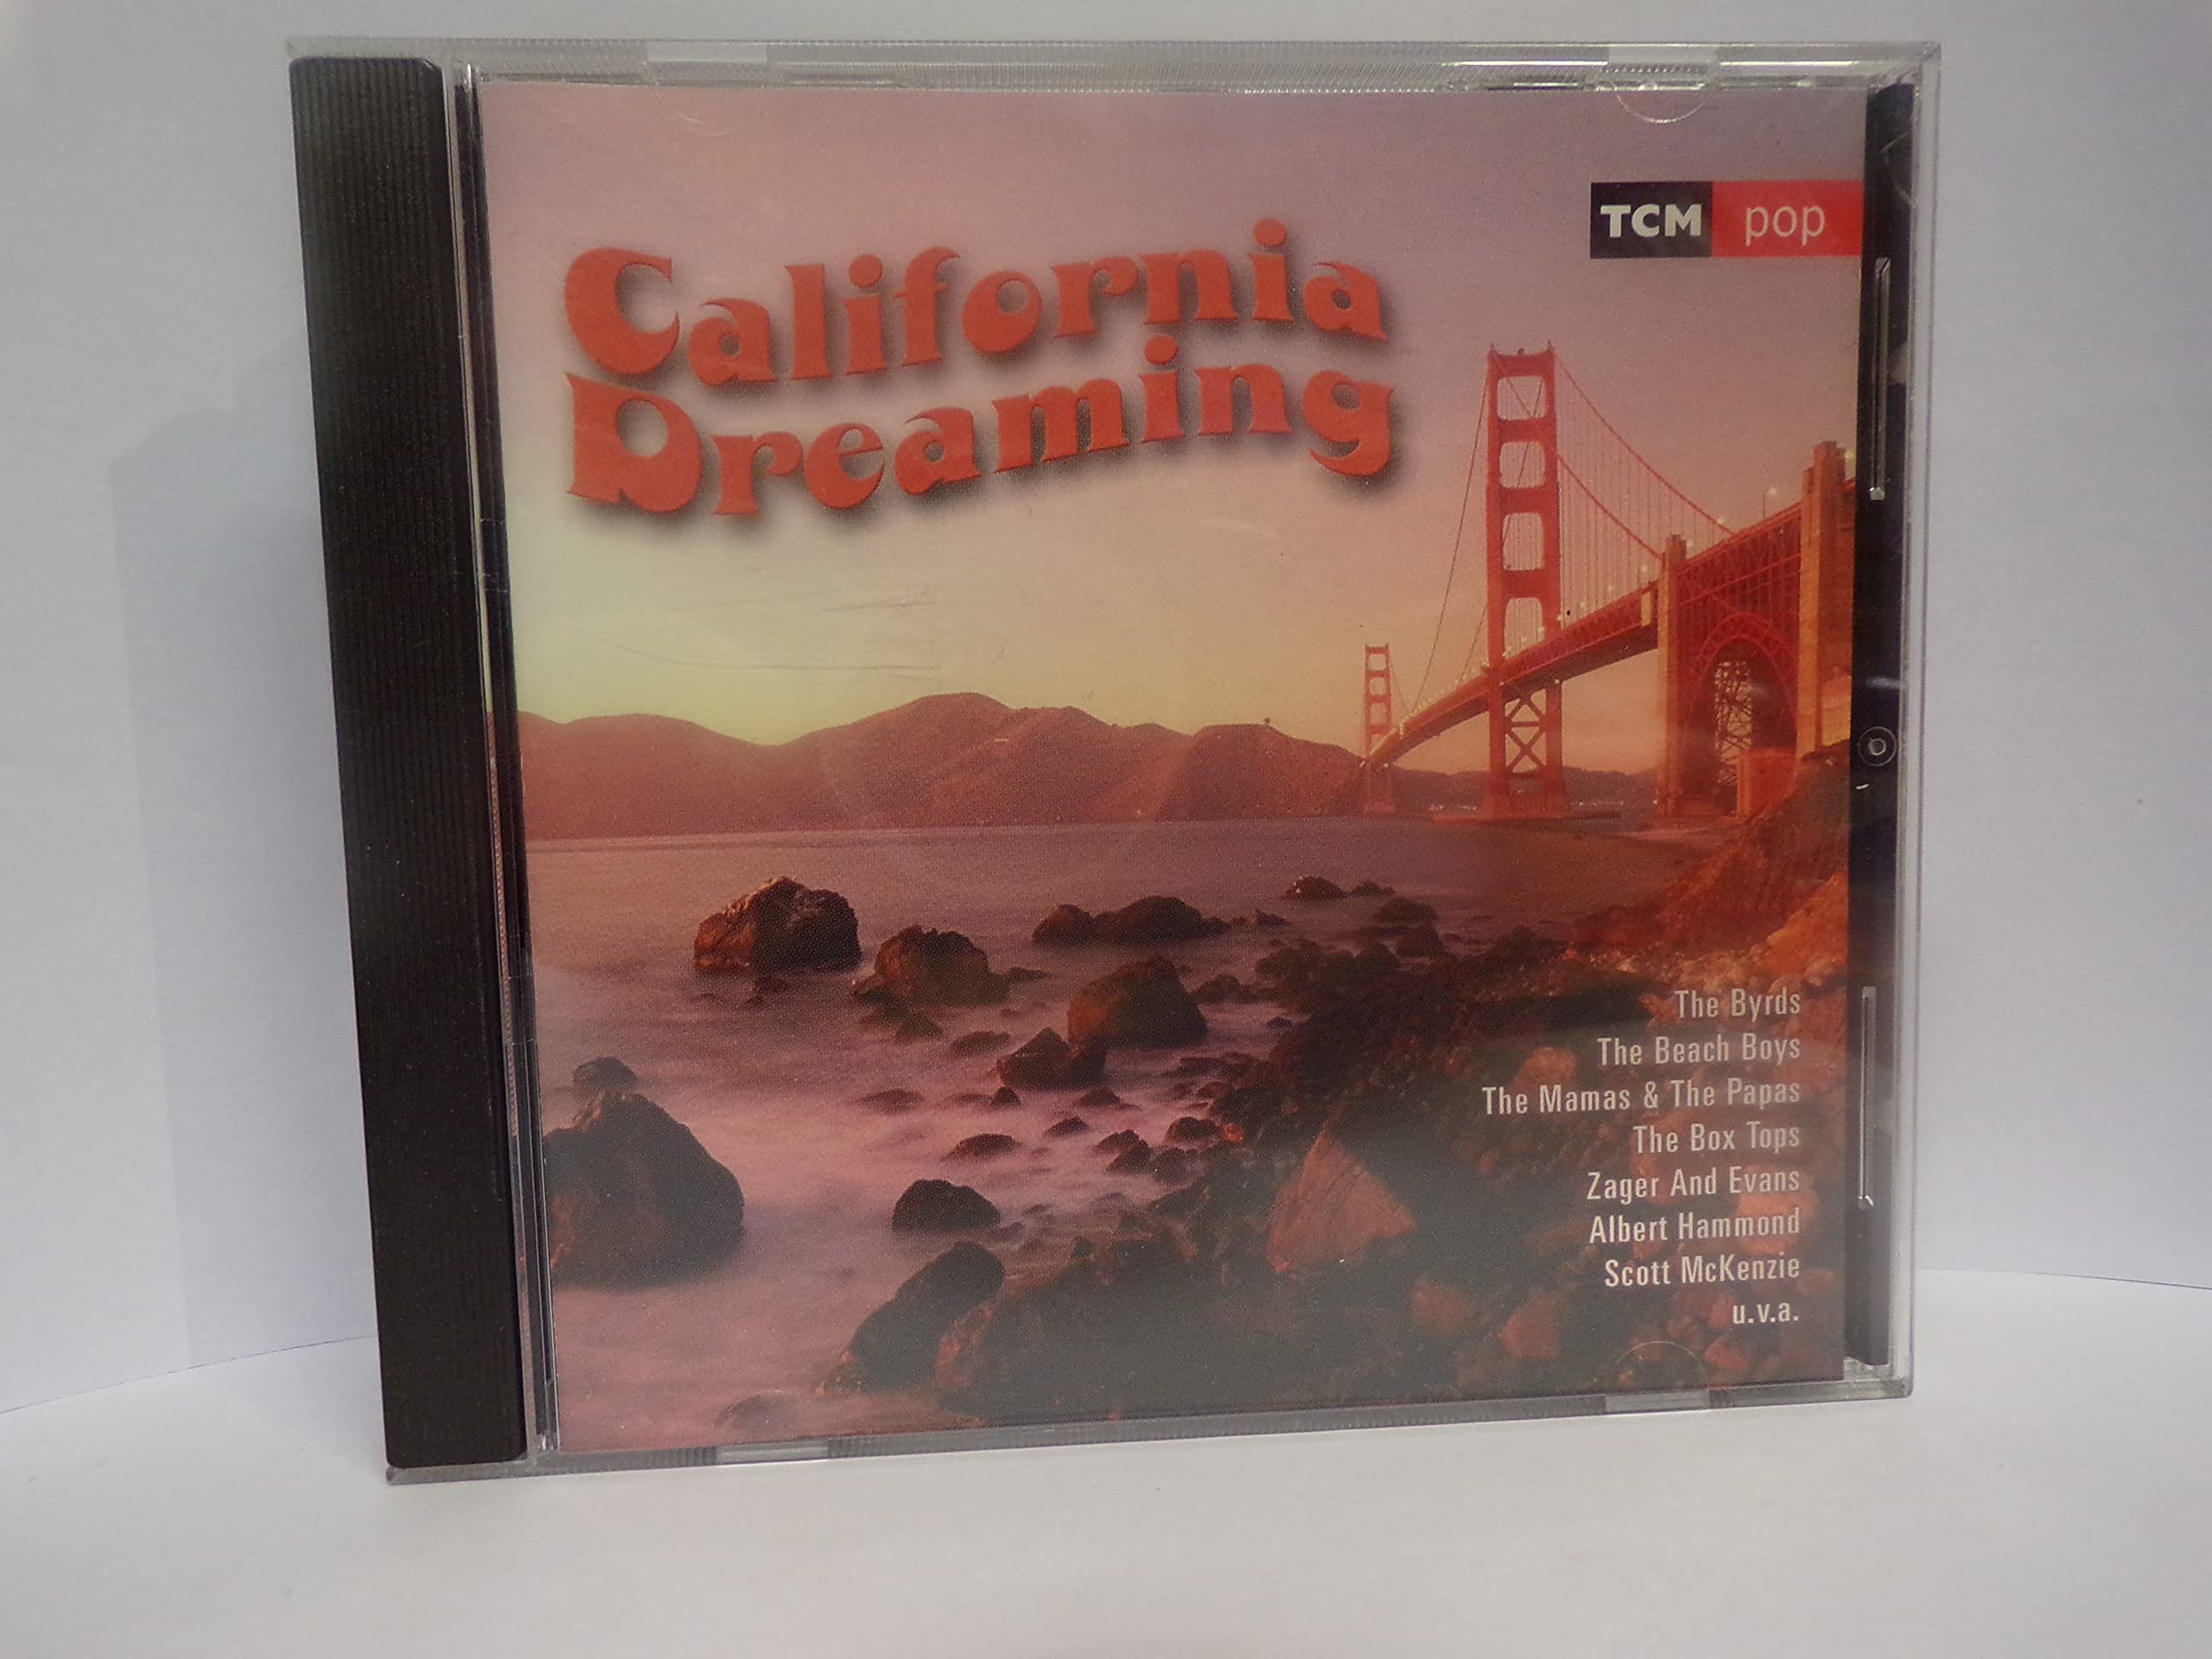 TCM pop
California
Dreaming
The Byrds
The Beach Boys
The Mamas & The Papas
The Box Tops
Zager And Evans
Albert Hammond
Scott McKenzie
u.v.a.